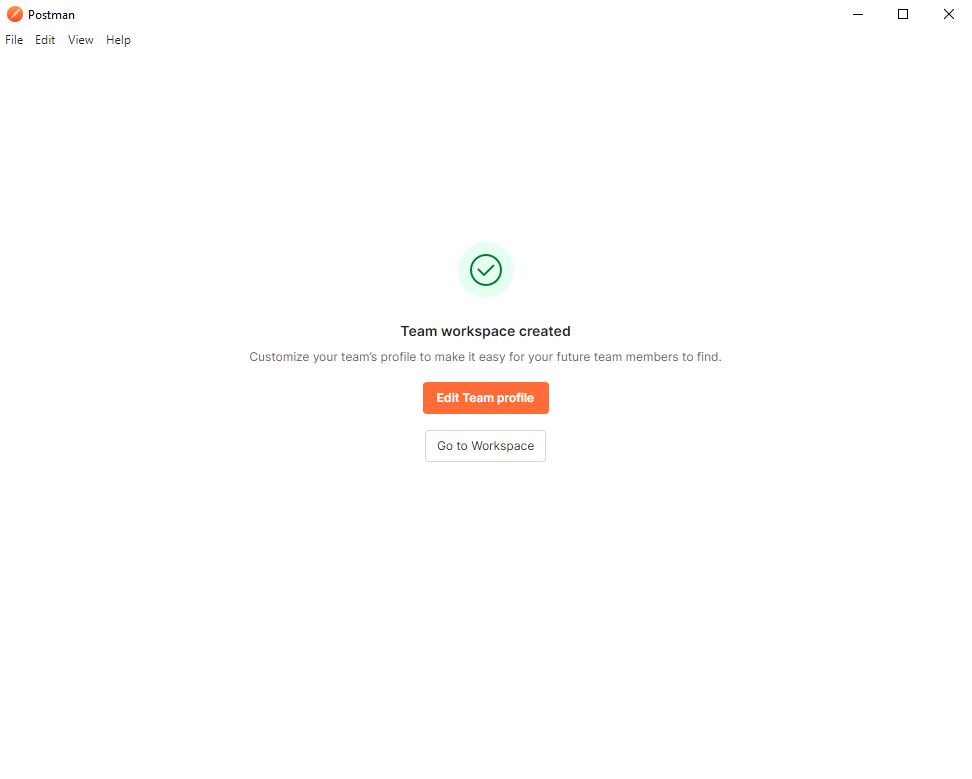 Postman
File Edit View Help
Team workspace created
Customize your team's profile to make it easy for your future team members to find.
Edit Team profile
Go to Workspace